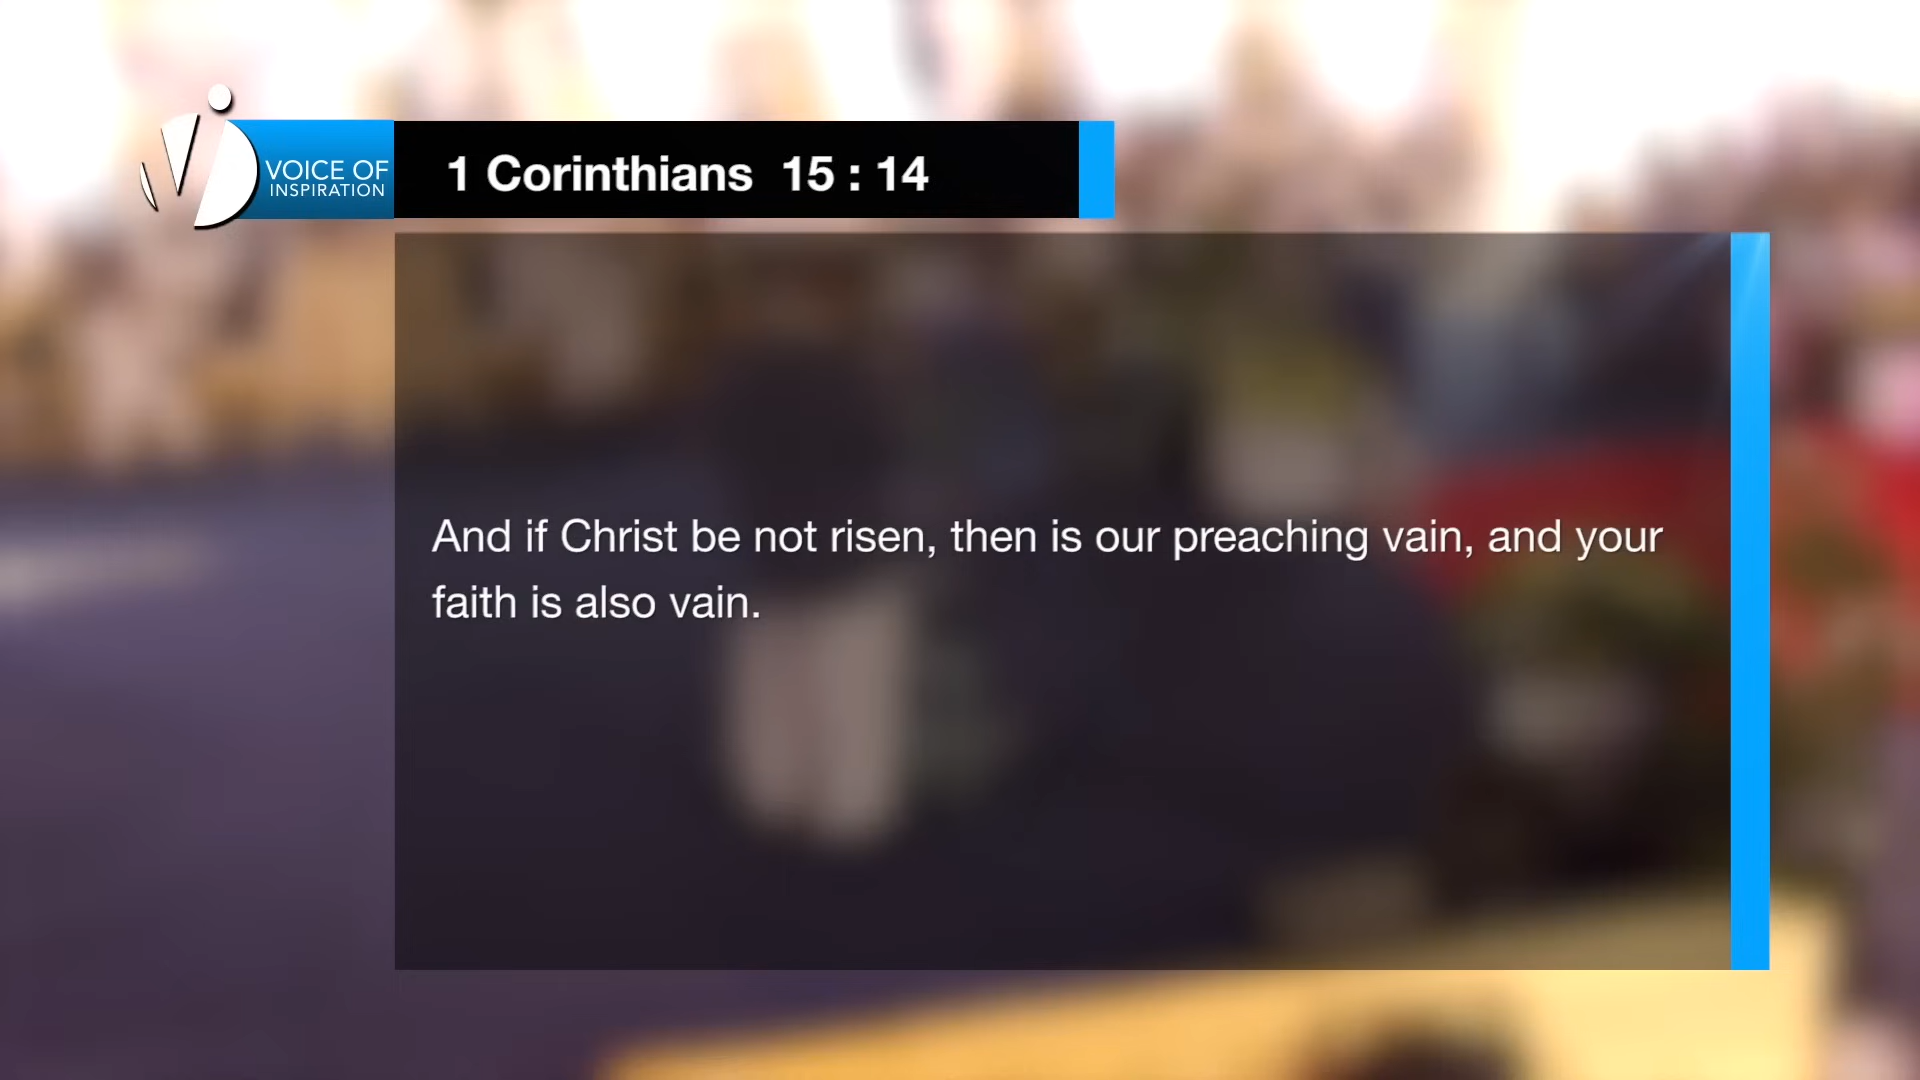 VOICE OF
INSPIRATION
1 Corinthians 15 : 14
And if Christ be not risen, then is our preaching vain, and your
faith is also vain.